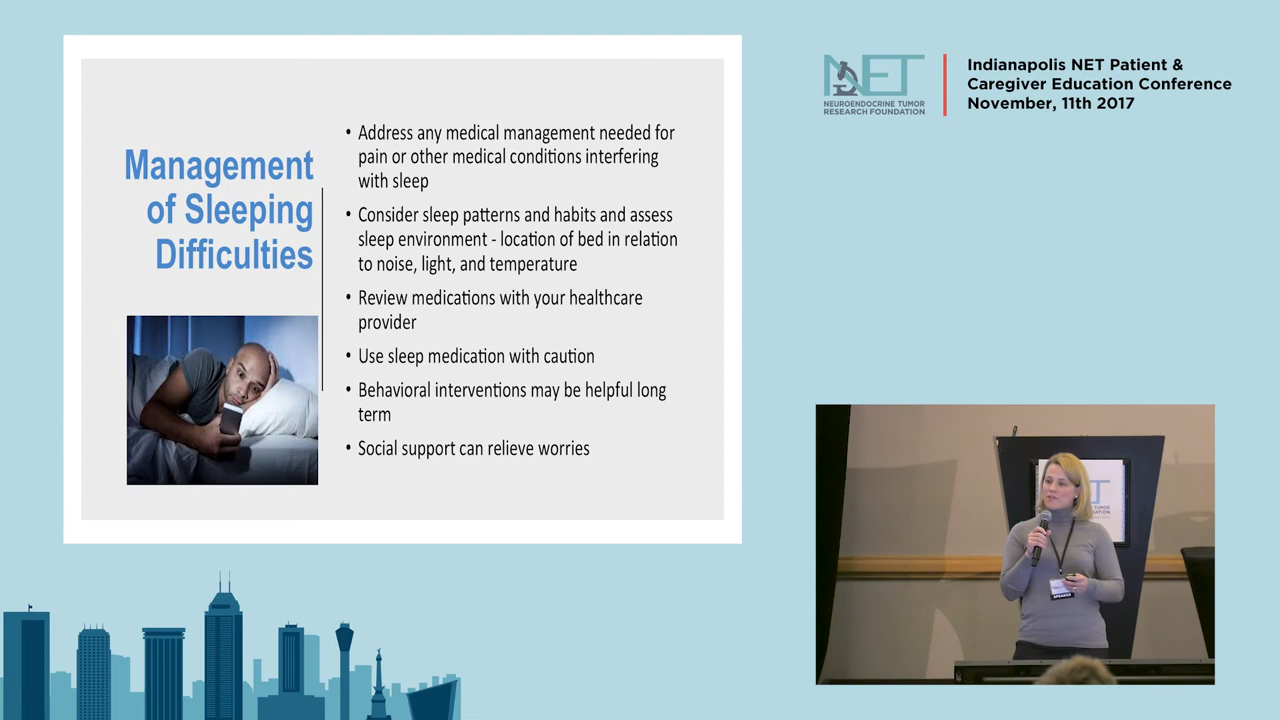 Management
of Sleeping
Difficulties
• Address any medical management needed for
pain or other medical conditions interfering
with sleep
• Consider sleep patterns and habits and assess
sleep environment - location of bed in relation
to noise, light, and temperature
• Review medications with your healthcare
provider
• Use sleep medication with caution
• Behavioral interventions may be helpful long
term
• Social support can relieve worries
NET
NEUROENDOCRINE TUMOR
RESEARCH FOUNDATION
Indianapolis NET Patient &
Caregiver Education Conference
November, 11th 2017
SPEAKER